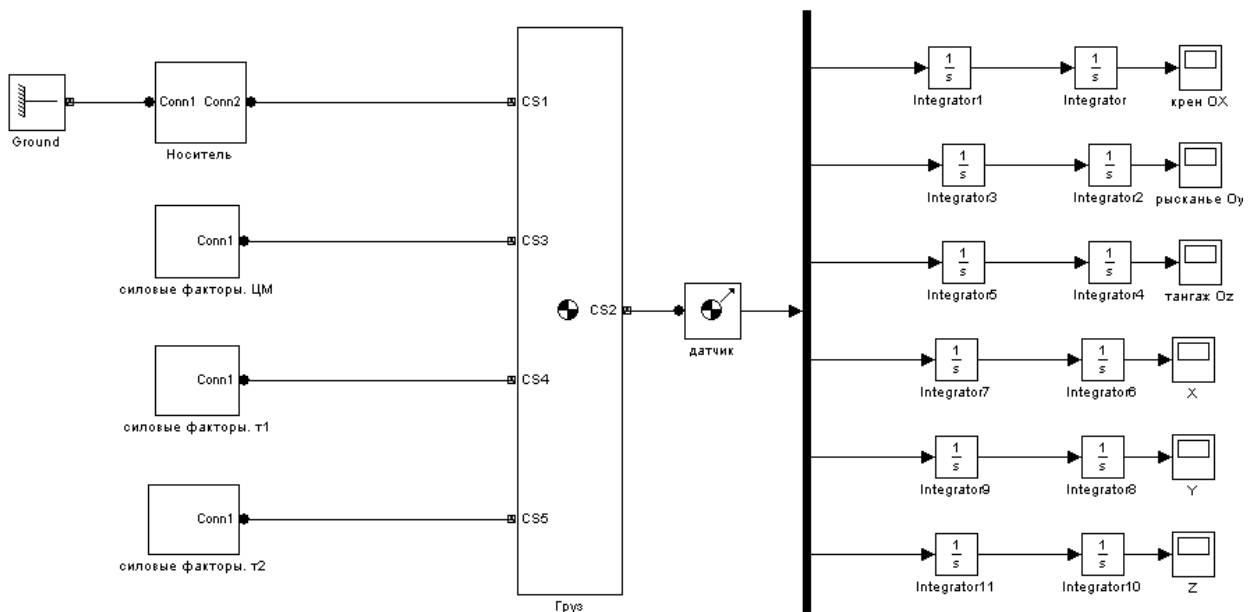 Ground
Conn1 Conn2
Носитель
Conn1
силовые факторы. ЦМ
Conn1
силовые факторы. т1
Conn1
силовые факторы. т2
CS1
CS3
CS2
CS4
CS5
Груз
датчик
1
s
Integrator1
1
s
Integrator
крен OX
1
s
Integrator3
1
s
Integrator2
рысканье Oy
1
s
Integrator5
1
s
Integrator4
тангаж Oz
1
s
Integrator7
1
s
Integrator6
X
1
s
Integrator9
1
s
Integrator8
Y
1
s
Integrator11
1
s
Integrator10
Z